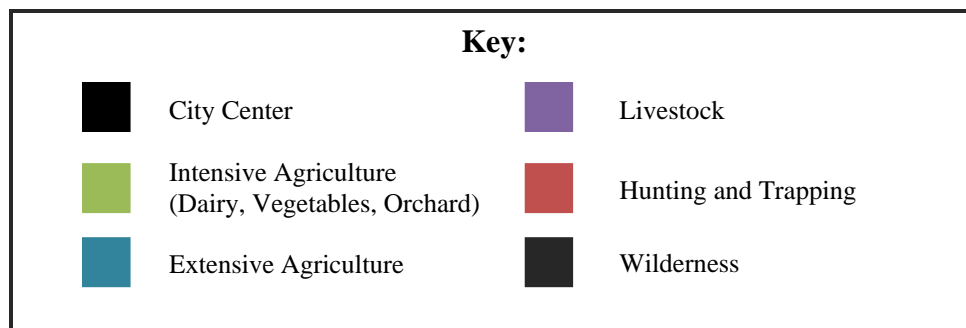 Key:
City Center
Livestock
Intensive Agriculture
(Dairy, Vegetables, Orchard)
Hunting and Trapping
Extensive Agriculture
Wilderness